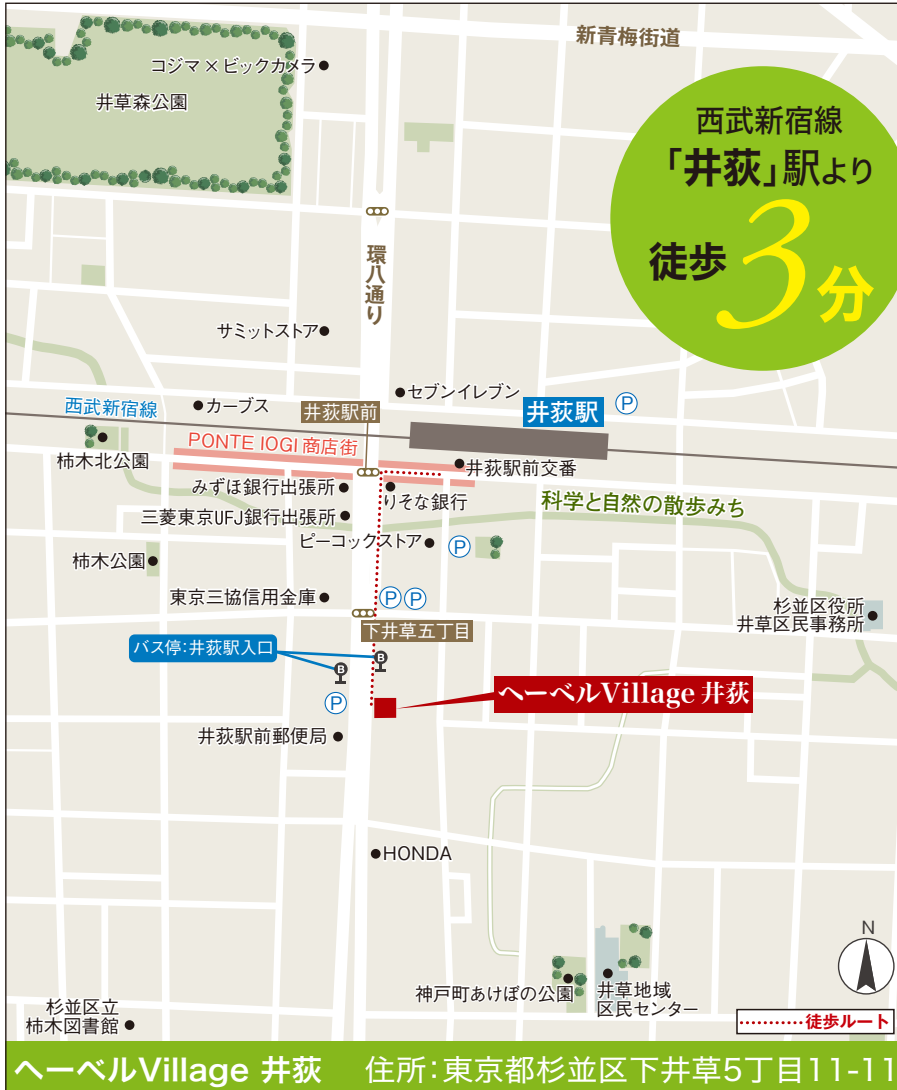 新青梅街道
コジマ×ビックカメラ
井草森公園
西武新宿線
「井荻」駅より
徒歩3分
環八通り
サミットストア
セブンイレブン
カーブス
西武新宿線
井荻駅前
井荻駅
P
PONTE IOGI 商店街
柿木北公園
井荻駅前交番
みずほ銀行出張所
りそな銀行
科学と自然の散歩みち
三菱東京UFJ銀行出張所
ピーコックストア
P
柿木公園
東京三協信用金庫
P P
杉並区役所
井草区民事務所
下井草五丁目
バス停:井荻駅入口
B
B
P
へーベルVillage 井荻
井荻駅前郵便局
HONDA
N
神戸町あけぼの公園
井草地域
区民センター
杉並区立
柿木図書館
徒歩ルート
へーベルVillage 井荻 住所:東京都杉並区下井草5丁目11-11